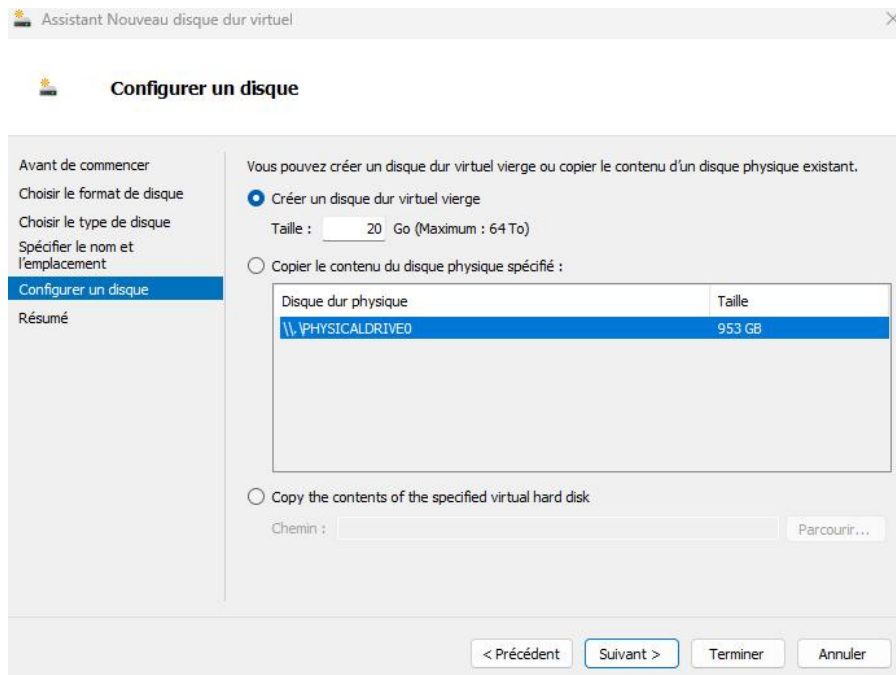 Assistant Nouveau disque dur virtuel
Configurer un disque
Avant de commencer
Choisir le format de disque
Choisir le type de disque
Spécifier le nom et
l'emplacement
Configurer un disque
Résumé
Vous pouvez créer un disque dur virtuel vierge ou copier le contenu d'un disque physique existant.
Créer un disque dur virtuel vierge
Taille : 20 Go (Maximum : 64 To)
Copier le contenu du disque physique spécifié :
Disque dur physique Taille
\\.\PHYSICALDRIVE0 953 GB
Copy the contents of the specified virtual hard disk
Chemin : Parcourir...
< Précédent Suivant > Terminer Annuler